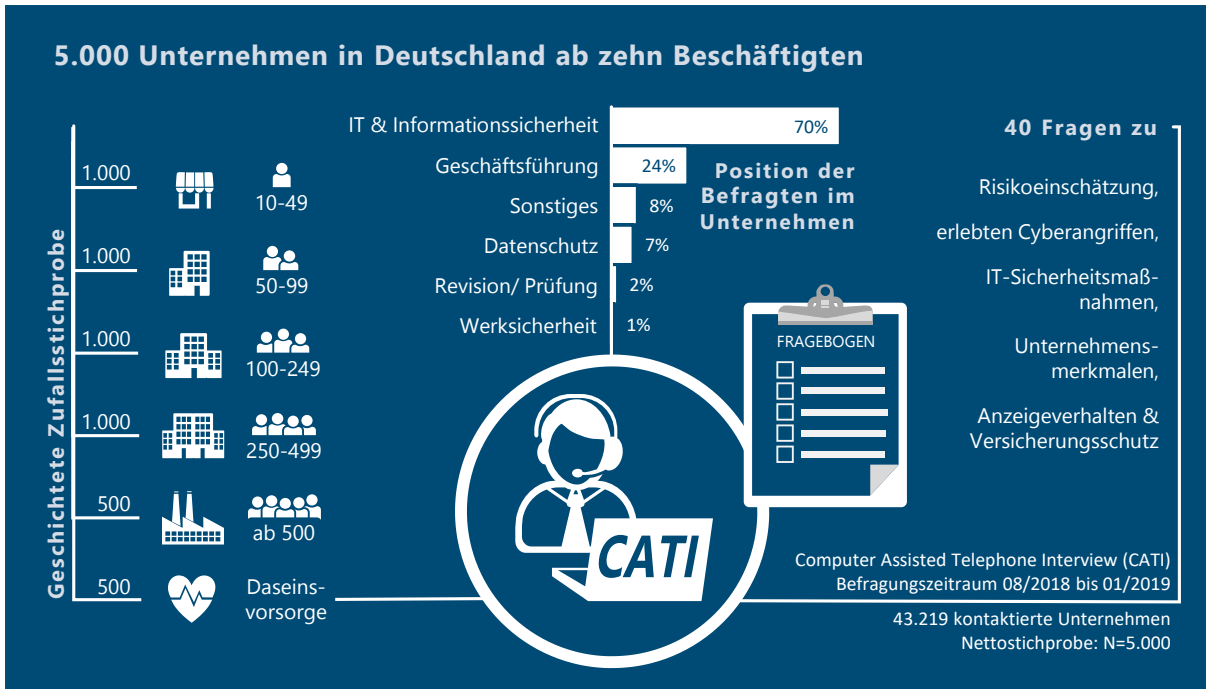 5.000 Unternehmen in Deutschland ab zehn Beschäftigten
Geschichtete Zufallsstichprobe
1.000
10-49
1.000
50-99
1.000
100-249
1.000
250-499
500
ab 500
500
Daseins-
vorsorge
IT & Informationssicherheit
70%
Geschäftsführung
24%
Sonstiges
8%
Datenschutz
7%
Revision/ Prüfung
2%
Werksicherheit
1%
Position der
Befragten im
Unternehmen
FRAGEBOGEN
CATI
40 Fragen zu
Risikoeinschätzung,
erlebten Cyberangriffen,
IT-Sicherheitsmaß-
nahmen,
Unternehmens-
merkmalen,
Anzeigeverhalten &
Versicherungsschutz
Computer Assisted Telephone Interview (CATI)
Befragungszeitraum 08/2018 bis 01/2019
43.219 kontaktierte Unternehmen
Nettostichprobe: N=5.000